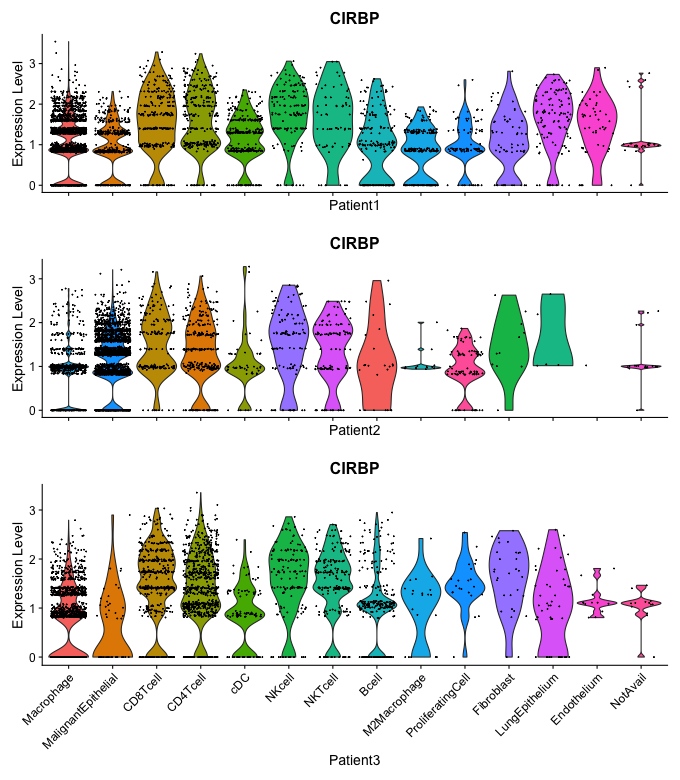 CIRBP
Expression Level
3
2
1
0
Patient1
CIRBP
Expression Level
3
2
1
0
Patient2
CIRBP
Expression Level
3
2
1
0
Macrophage
MalignantEpithelial
CD8Tcell
CD4Tcell
cDC
NKcell
NKTcell
Bcell
M2Macrophage
ProliferatingCell
Fibroblast
LungEpithelium
Endothelium
NotAvail
Patient3